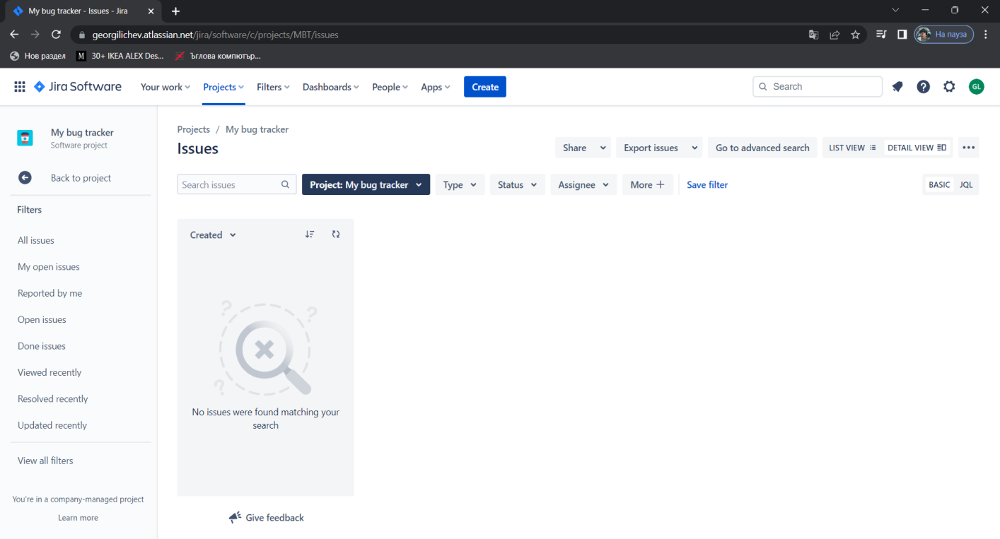 My bug tracker - Issues - Jira
georgilichev.atlassian.net/jira/software/c/projects/MBT/issues
На пауза
Нов раздел M 30+ IKEA ALEX Des... Ъглова компютър...
Jira Software Your work Projects Filters Dashboards People Apps Create Search GL
My bug tracker
Software project
Back to project
Filters
All issues
My open issues
Reported by me
Open issues
Done issues
Viewed recently
Resolved recently
Updated recently
View all filters
You're in a company-managed project
Learn more
Projects / My bug tracker
Issues
Share Export issues Go to advanced search LIST VIEW DETAIL VIEW
Search issues Project: My bug tracker Type Status Assignee More + Save filter BASIC JQL
Created
? ?
?
No issues were found matching your
search
Give feedback